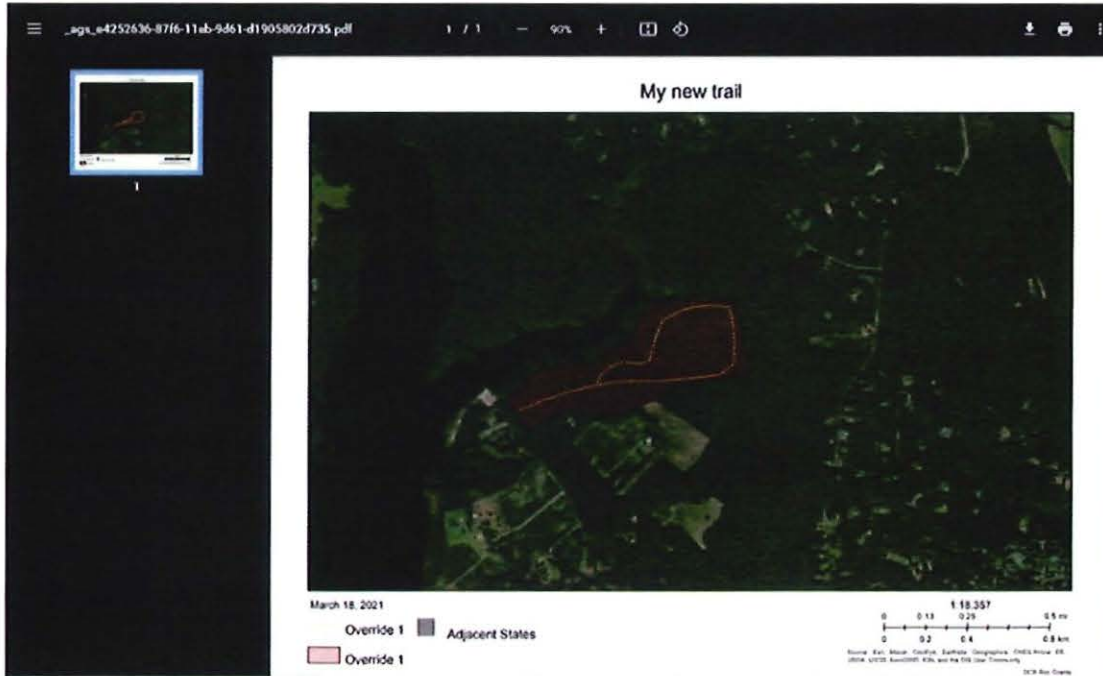 _ags_e4252636-87f6-11eb-9d61-d1905802d735.pdf 1 / 1 90%
1
My new trail
March 18, 2021
Override 1 Adjacent States
Override 1
1:18,357
0 0.13 0.25 0.5 mi
0 0.2 0.4 0.8 km